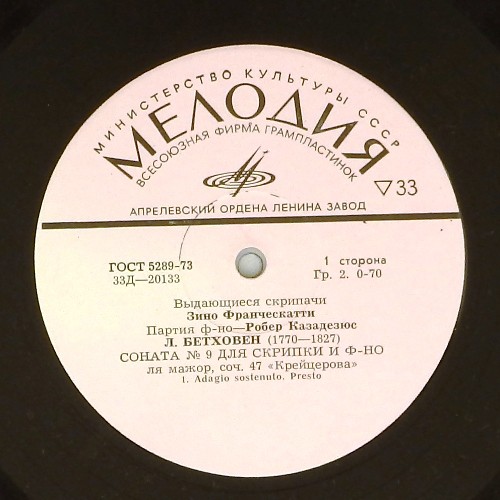 МИНИСТЕРСТВО КУЛЬТУРЫ СССР
МЕЛОДИЯ
ВСЕСОЮЗНАЯ ФИРМА ГРАМПЛАСТИНОК
▽33
АПРЕЛЕВСКИЙ ОРДЕНА ЛЕНИНА ЗАВОД
ГОСТ 5289-73
33Д—20133
1 сторона
Гр. 2. 0-70
Выдающиеся скрипачи
Зино Франческатти
Партия ф-но—Робер Казадезюс
Л. БЕТХОВЕН (1770—1827)
СОНАТА № 9 ДЛЯ СКРИПКИ И Ф-НО
ля мажор, соч. 47 «Крейцерова»
1. Adagio sostenuto. Presto